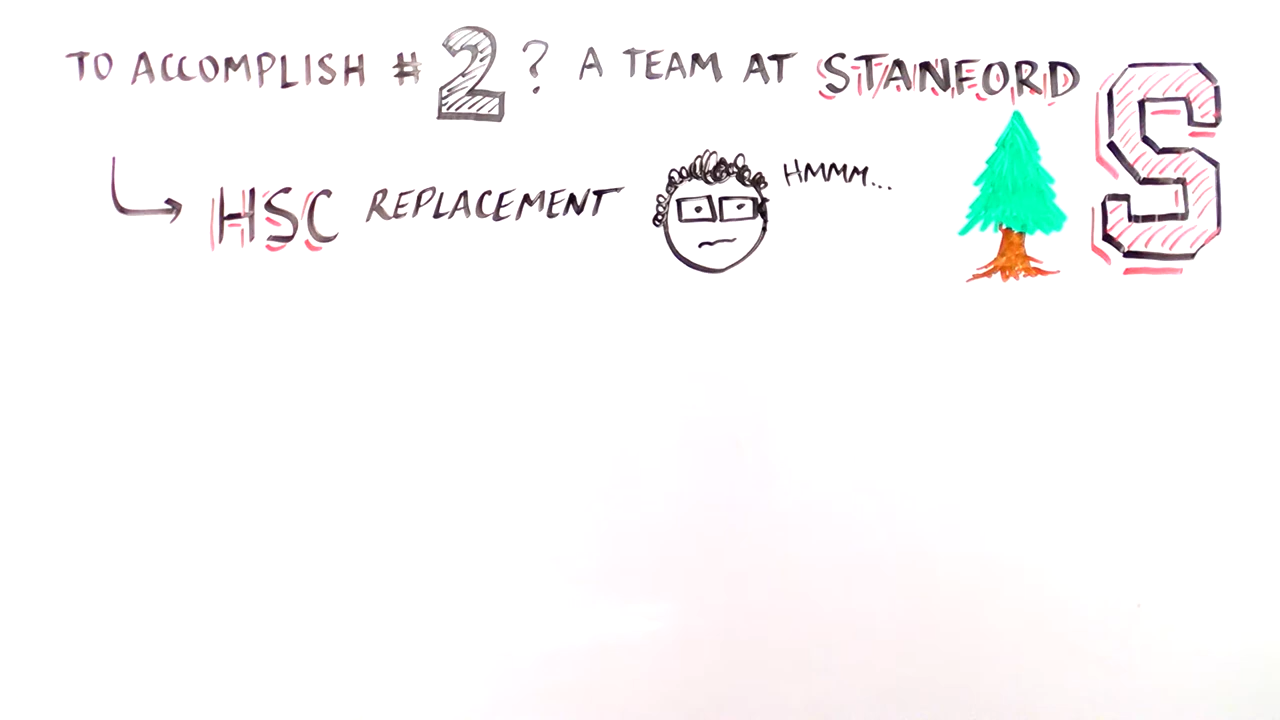 TO ACCOMPLISH #2? A TEAM AT STANFORD S
HSC REPLACEMENT HMMM...